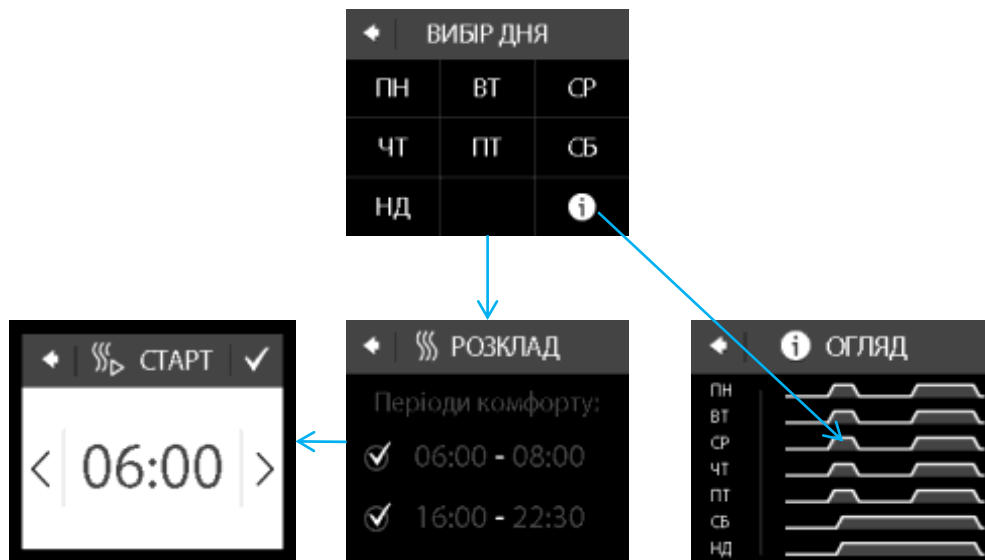 ВИБІР ДНЯ
ПН ВТ СР
ЧТ ПТ СБ
НД
СТАРТ
06:00
РОЗКЛАД
Періоди комфорту:
06:00 - 08:00
16:00 - 22:30
ОГЛЯД
ПН
ВТ
СР
ЧТ
ПТ
СБ
НД